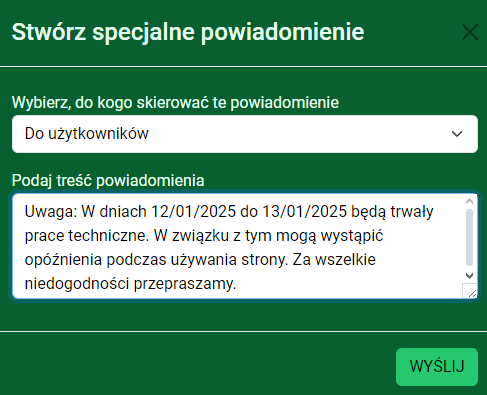 Stwórz specjalne powiadomienie
Wybierz, do kogo skierować te powiadomienie
Do użytkowników
Podaj treść powiadomienia
Uwaga: W dniach 12/01/2025 do 13/01/2025 będą trwały
prace techniczne. W związku z tym mogą wystąpić
opóźnienia podczas używania strony. Za wszelkie
niedogodności przepraszamy.
WYŚLIJ